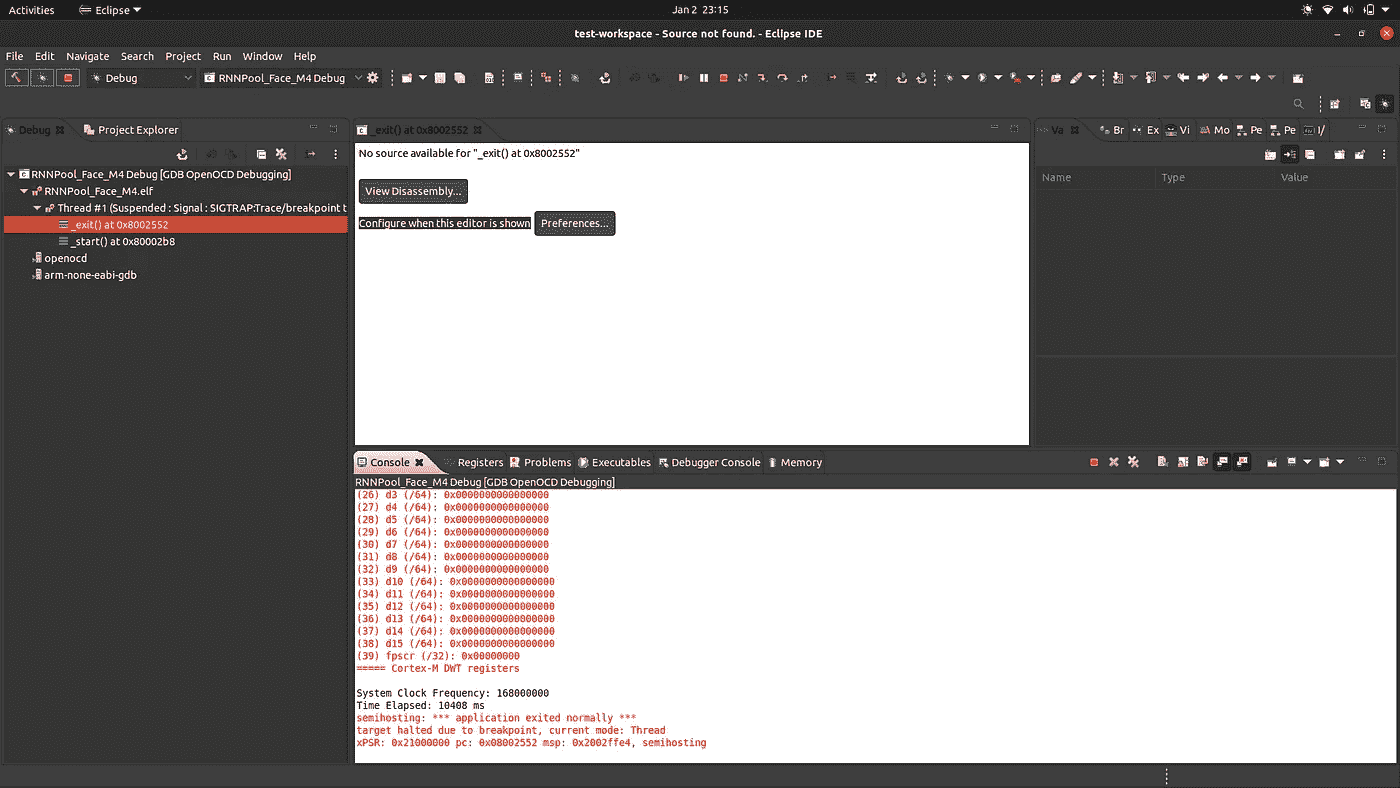 Activities Eclipse Jan 2 23:15
test-workspace - Source not found. - Eclipse IDE
File Edit Navigate Search Project Run Window Help
Debug RNNPool_Face_M4 Debug
Debug Project Explorer
RNNPool_Face_M4 Debug [GDB OpenOCD Debugging]
RNNPool_Face_M4.elf
Thread #1 (Suspended : Signal : SIGTRAP:Trace/breakpoint t
_exit() at 0x8002552
_start() at 0x80002b8
openocd
arm-none-eabi-gdb
_exit() at 0x8002552
No source available for "_exit() at 0x8002552"
View Disassembly...
Configure when this editor is shown Preferences...
Va Br Ex Vi Mo Pe Pe I/
Name Type Value
Console Registers Problems Executables Debugger Console Memory
RNNPool_Face_M4 Debug [GDB OpenOCD Debugging]
(26) d3 (/64): 0x0000000000000000
(27) d4 (/64): 0x0000000000000000
(28) d5 (/64): 0x0000000000000000
(29) d6 (/64): 0x0000000000000000
(30) d7 (/64): 0x0000000000000000
(31) d8 (/64): 0x0000000000000000
(32) d9 (/64): 0x0000000000000000
(33) d10 (/64): 0x0000000000000000
(34) d11 (/64): 0x0000000000000000
(35) d12 (/64): 0x0000000000000000
(36) d13 (/64): 0x0000000000000000
(37) d14 (/64): 0x0000000000000000
(38) d15 (/64): 0x0000000000000000
(39) fpscr (/32): 0x00000000
===== Cortex-M DWT registers
System Clock Frequency: 168000000
Time Elapsed: 10408 ms
semihosting: *** application exited normally ***
target halted due to breakpoint, current mode: Thread
xPSR: 0x21000000 pc: 0x08002552 msp: 0x2002ffe4, semihosting